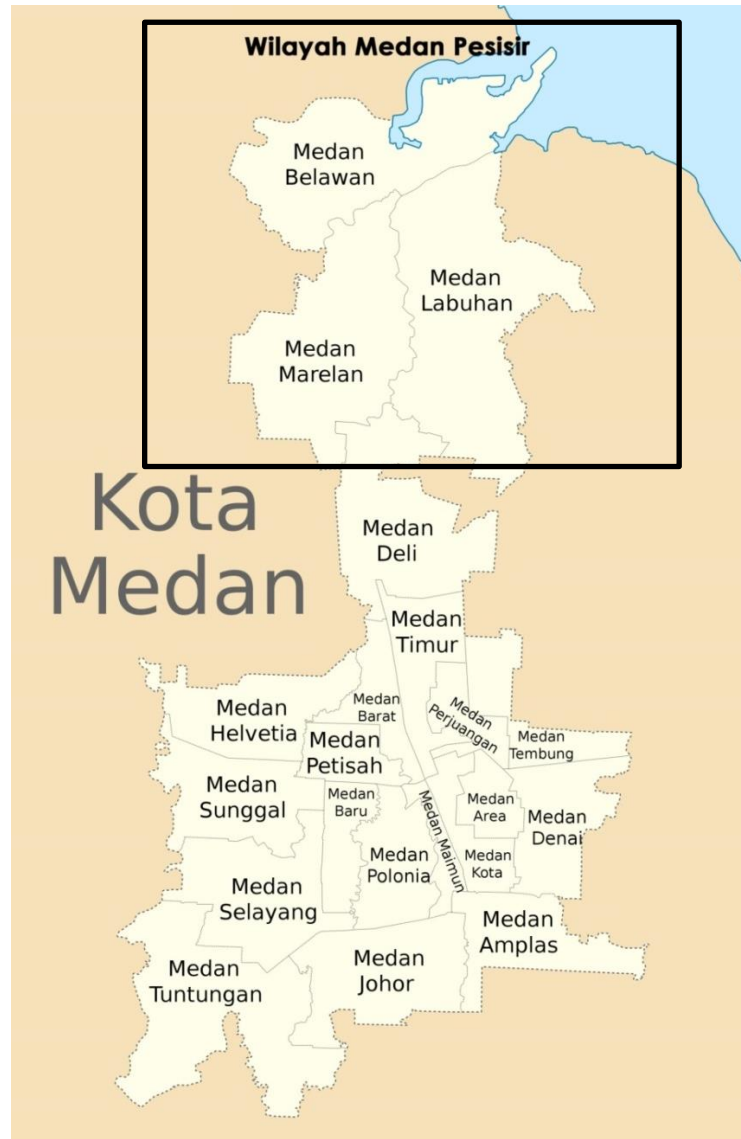 Wilayah Medan Pesisir
Medan
Belawan
Medan
Labuhan
Medan
Marelan
Kota
Medan
Medan
Deli
Medan
Timur
Medan
Barat
Medan
Perjuangan
Medan
Helvetia
Medan
Petisah
Medan
Tembung
Medan
Sunggal
Medan
Baru
Medan Maimun
Medan
Area
Medan
Denai
Medan
Polonia
Medan
Kota
Medan
Selayang
Medan
Amplas
Medan
Johor
Medan
Tuntungan